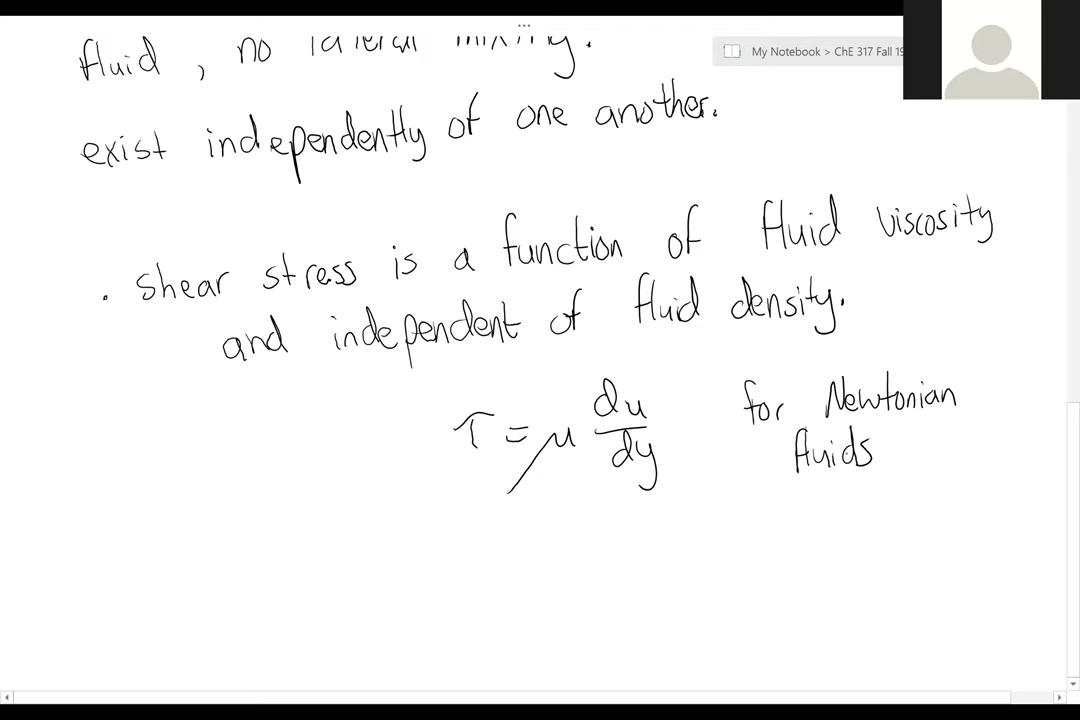 My Notebook > ChE 317 Fall 19
fluid, no lateral mixing.
exist independently of one another.
. shear stress is a function of fluid viscosity
and independent of fluid density.
τ = μ du/dy for Newtonian
fluids